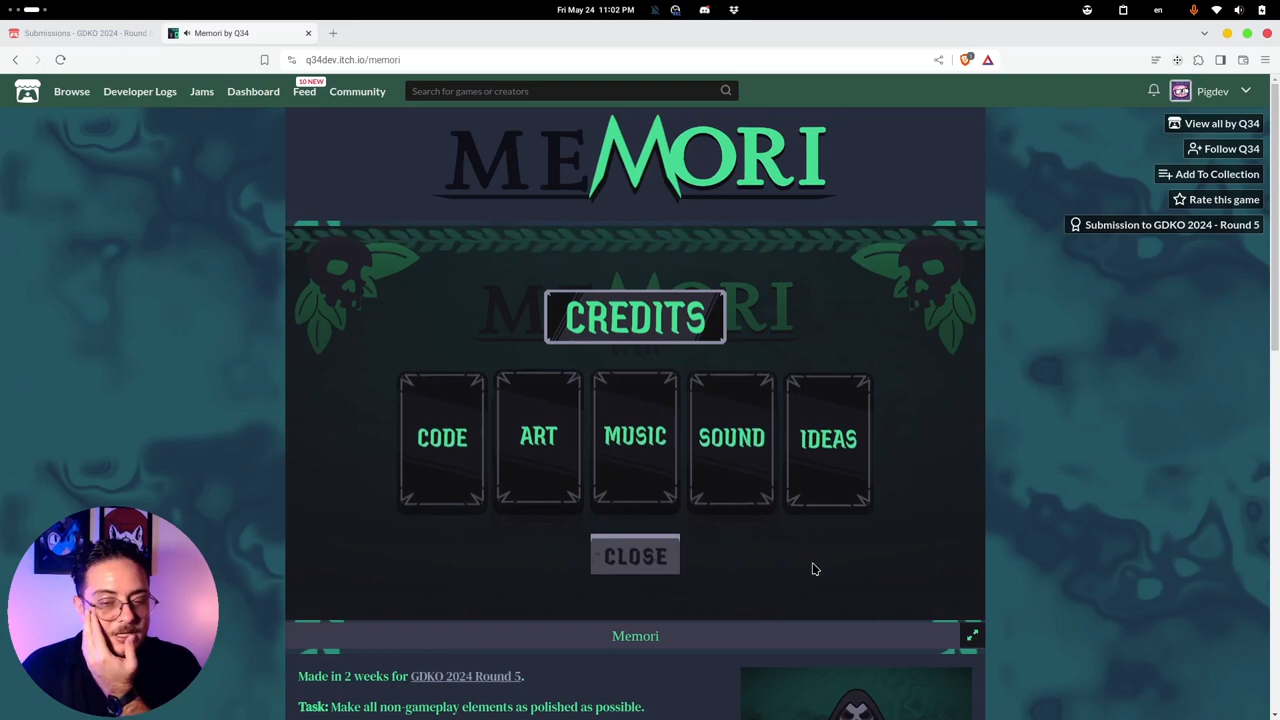 Fri May 24 11:02 PM
en
Submissions - GDKO 2024 - Round 5
Memori by Q34
q34dev.itch.io/memori
1
10 NEW
Browse
Developer Logs
Jams
Dashboard
Feed
Community
Search for games or creators
Pigdev
View all by Q34
Follow Q34
Add To Collection
Rate this game
Submission to GDKO 2024 - Round 5
MEMORI
MEMORI
CREDITS
CODE
ART
MUSIC
SOUND
IDEAS
CLOSE
Memori
Made in 2 weeks for GDKO 2024 Round 5.
Task: Make all non-gameplay elements as polished as possible.